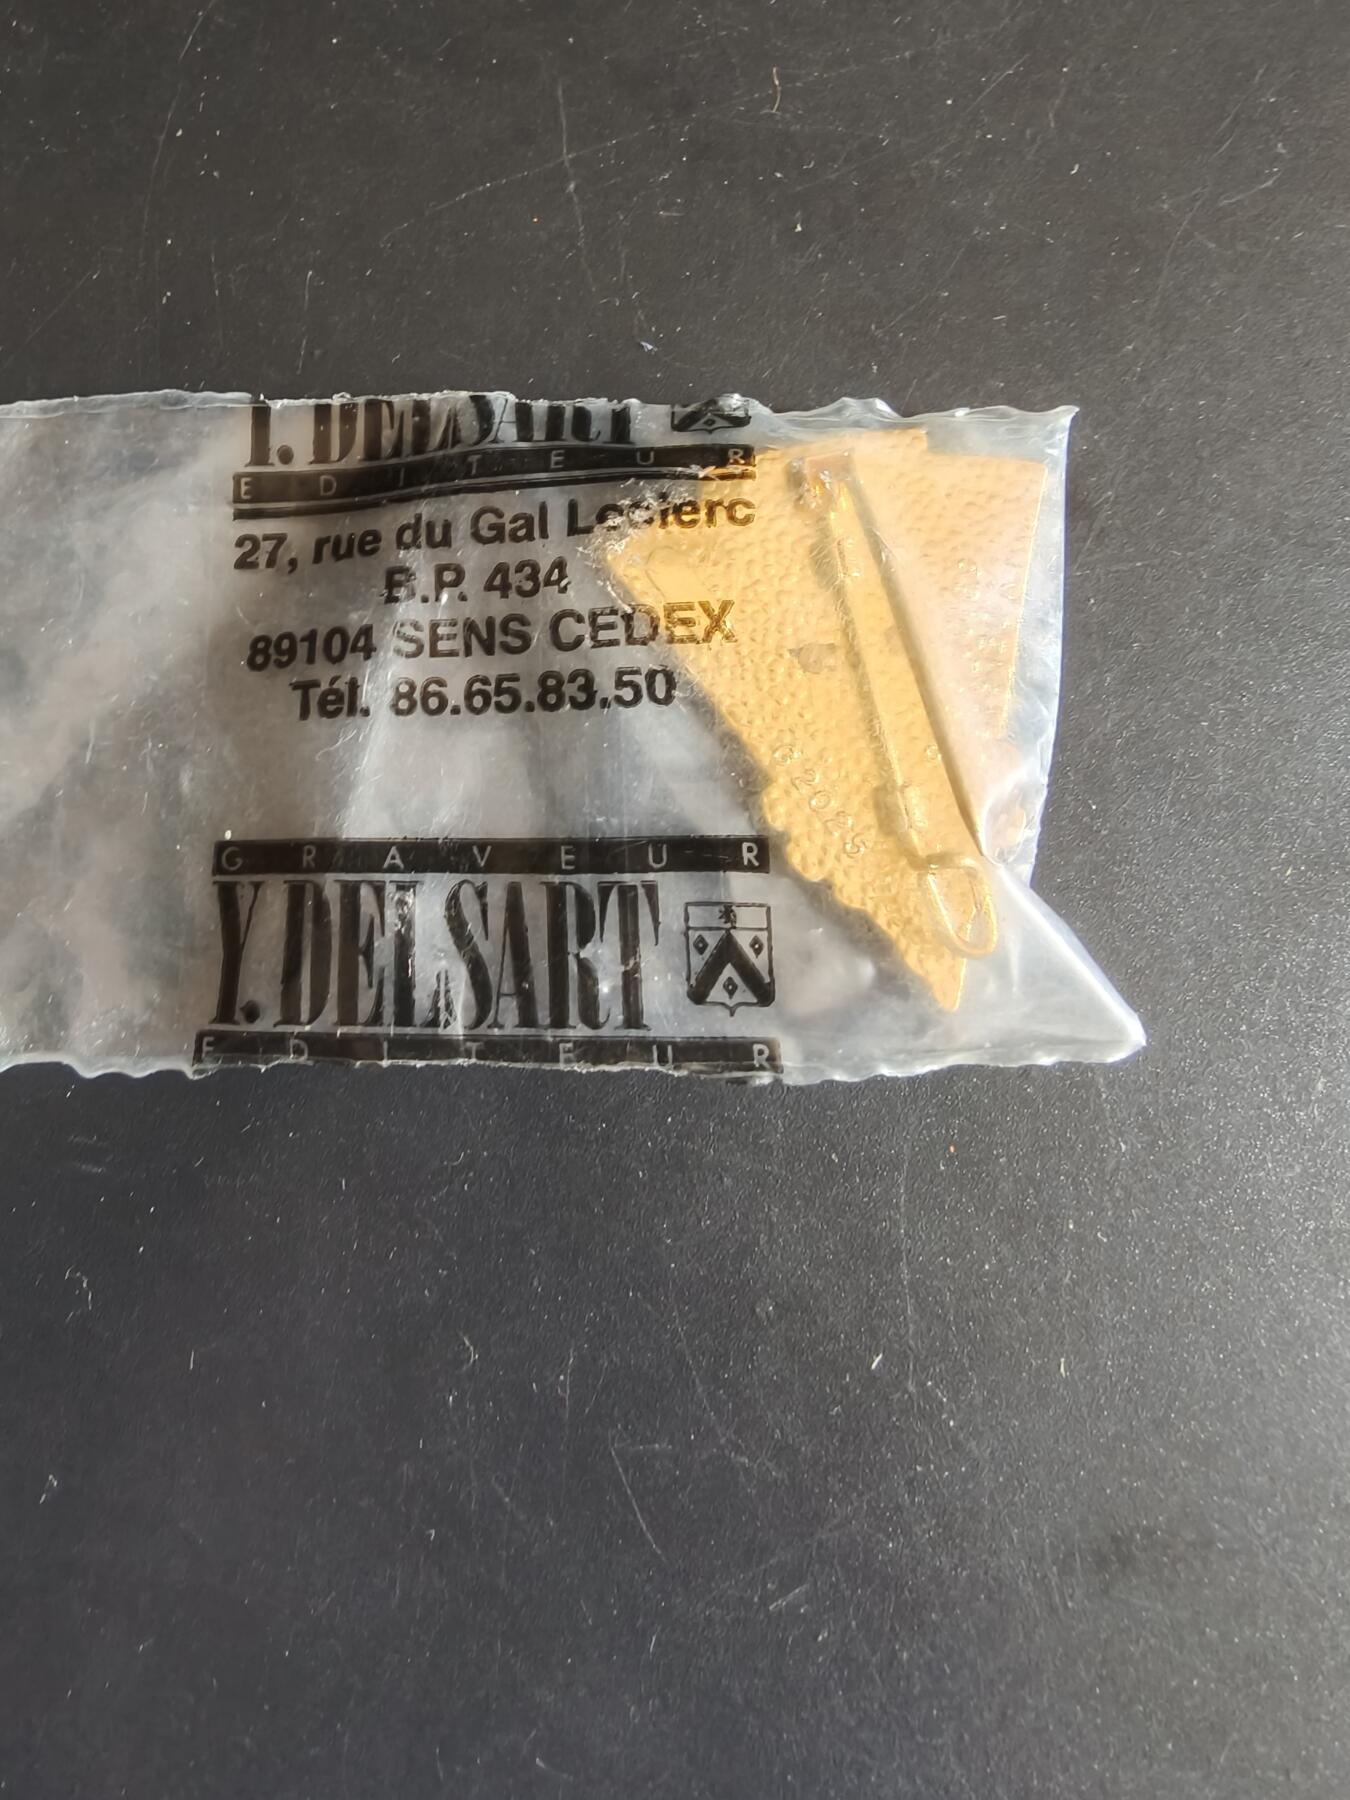 Y. DELSART
EDITEUR
27, rue du Gal Leclerc
B.P. 434
89104 SENS CEDEX
Tél. 86.65.83.50
G2025
GRAVEUR
Y. DELSART
EDITEUR